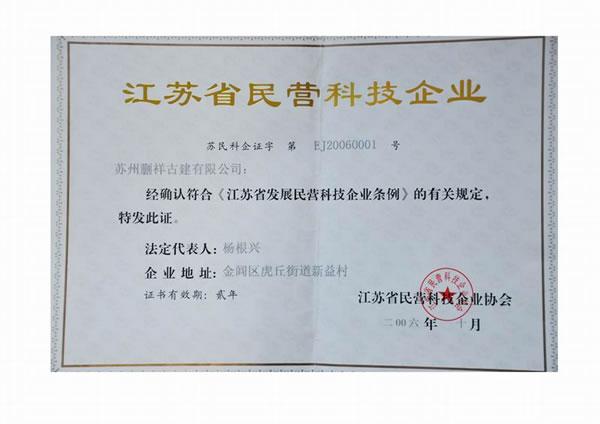 江苏省民营科技企业
苏民科企证字 第 EJ20060001 号
苏州蒯祥古建有限公司：
经确认符合《江苏省发展民营科技企业条例》的有关规定，
特发此证。
法定代表人：杨根兴
企业地址：金阊区虎丘街道新益村
证书有效期：贰年
江苏省民营科技企业协会
二00六年 十月